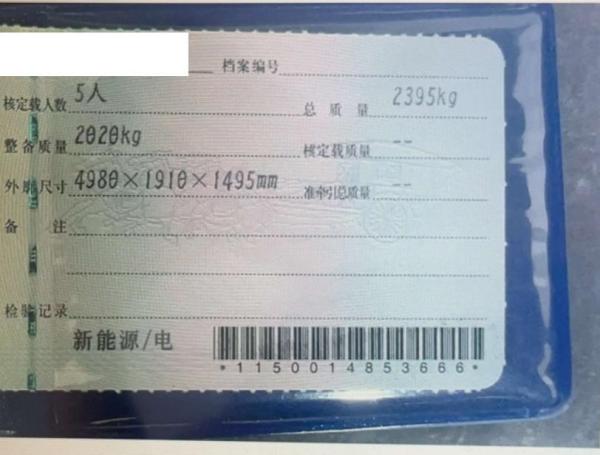 档案编号
核定载人数 5人 总质量 2395kg
整备质量 2020kg 核定载质量 --
外廓尺寸 4980×1910×1495mm 准牵引总质量 --
备注
检验记录 新能源/电
*1150014853666*